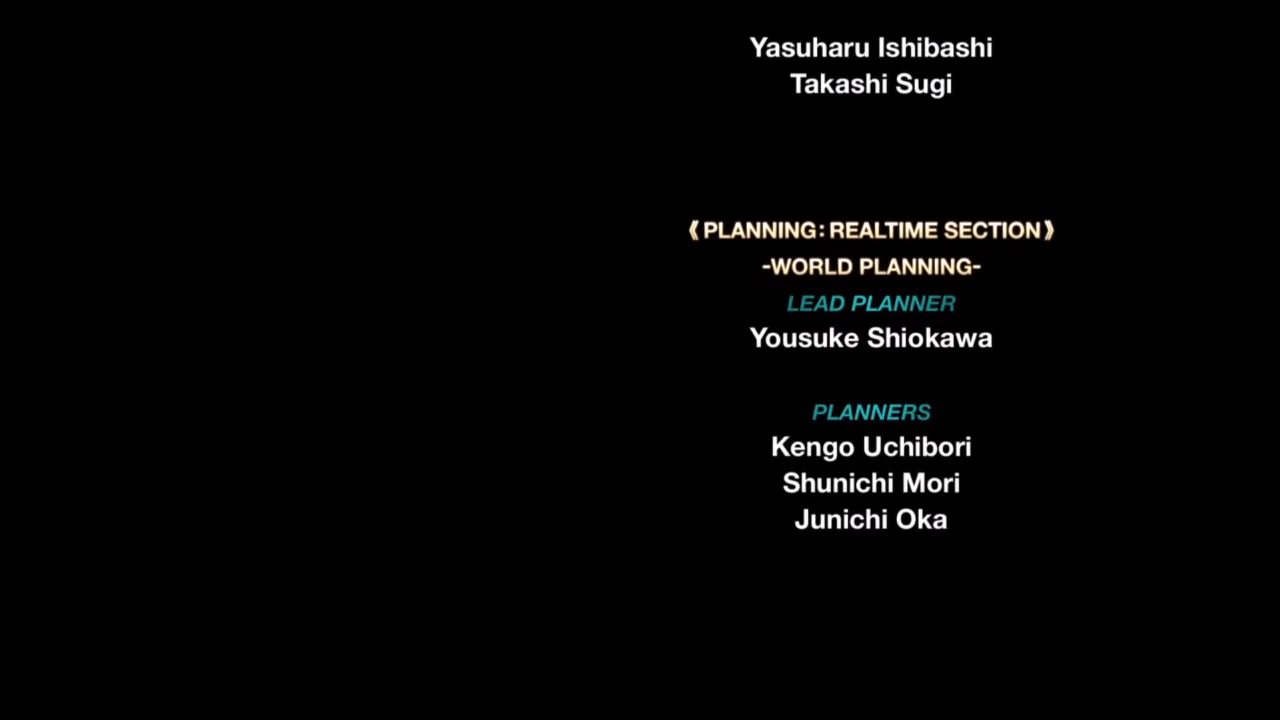 Yasuharu Ishibashi
Takashi Sugi
《PLANNING: REALTIME SECTION》
-WORLD PLANNING-
LEAD PLANNER
Yousuke Shiokawa
PLANNERS
Kengo Uchibori
Shunichi Mori
Junichi Oka